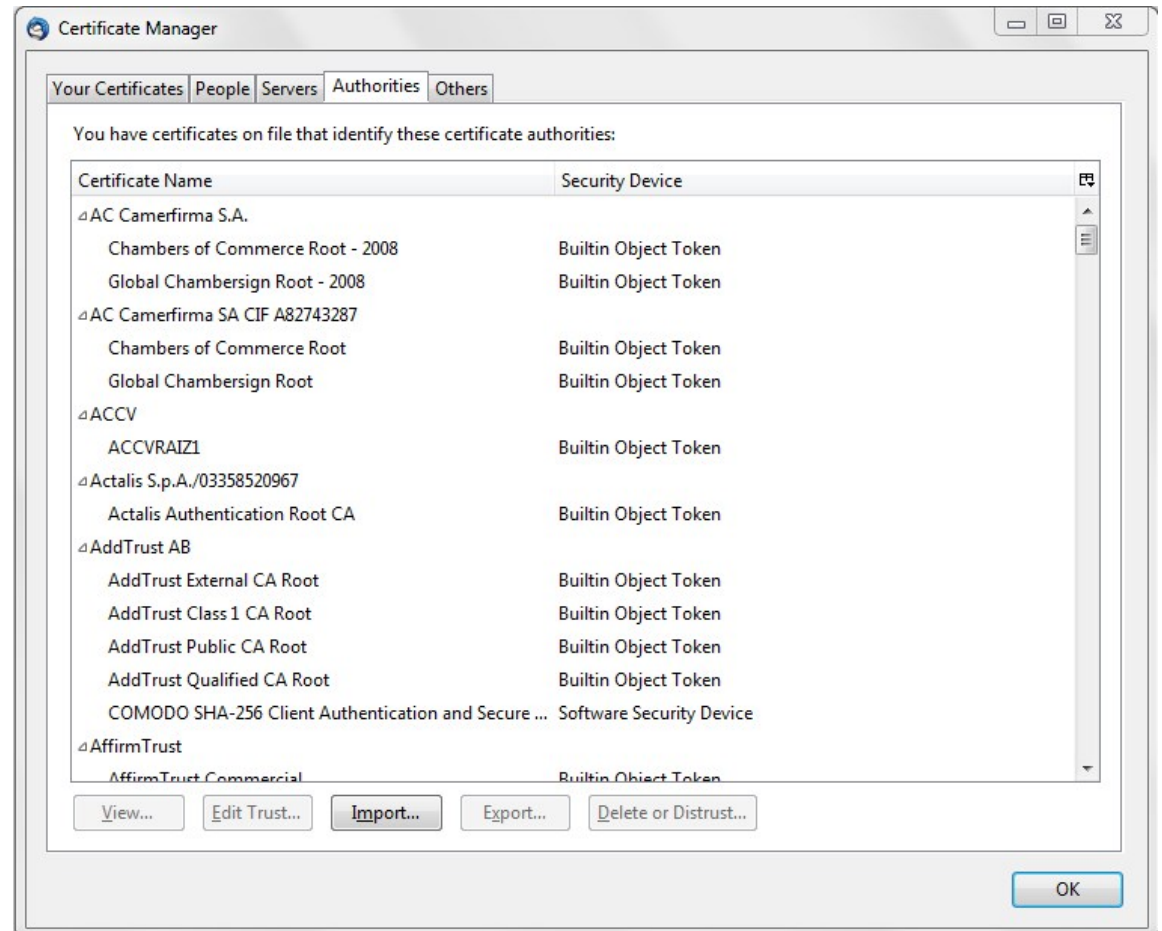 Certificate Manager
Your Certificates People Servers Authorities Others
You have certificates on file that identify these certificate authorities:
Certificate Name Security Device
AC Camerfirma S.A.
Chambers of Commerce Root - 2008 Builtin Object Token
Global Chambersign Root - 2008 Builtin Object Token
AC Camerfirma SA CIF A82743287
Chambers of Commerce Root Builtin Object Token
Global Chambersign Root Builtin Object Token
ACCV
ACCVRAIZ1 Builtin Object Token
Actalis S.p.A./03358520967
Actalis Authentication Root CA Builtin Object Token
AddTrust AB
AddTrust External CA Root Builtin Object Token
AddTrust Class 1 CA Root Builtin Object Token
AddTrust Public CA Root Builtin Object Token
AddTrust Qualified CA Root Builtin Object Token
COMODO SHA-256 Client Authentication and Secure ... Software Security Device
AffirmTrust
AffirmTrust Commercial Builtin Object Token
View... Edit Trust... Import... Export... Delete or Distrust...
OK